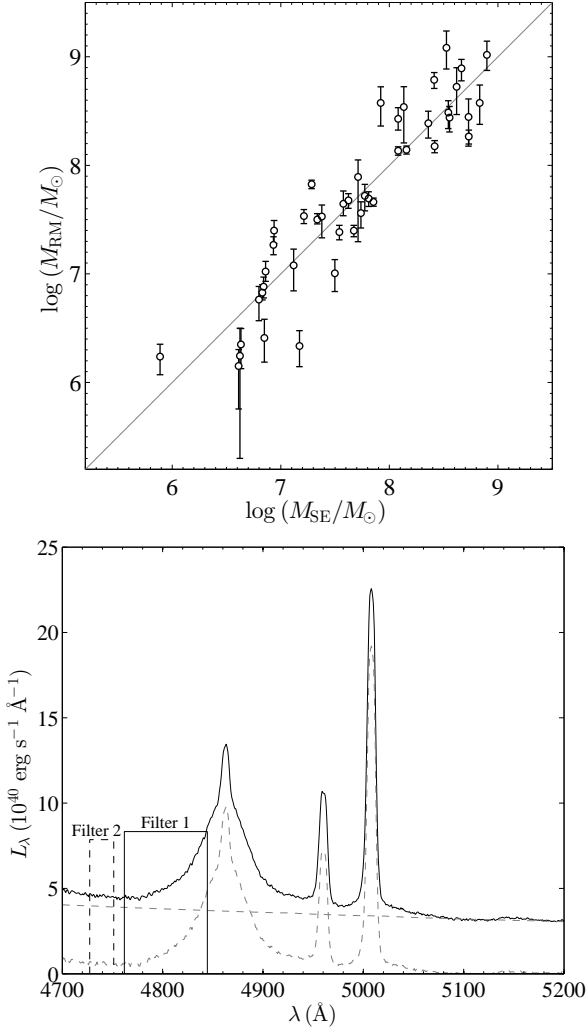 9
8
7
6
log (M_RM/M_⊙)
6 7 8 9
log (M_SE/M_⊙)
25
20
15
10
5
0
L_λ (10^40 erg s^−1 Å^−1)
Filter 2
Filter 1
4700 4800 4900 5000 5100 5200
λ (Å)